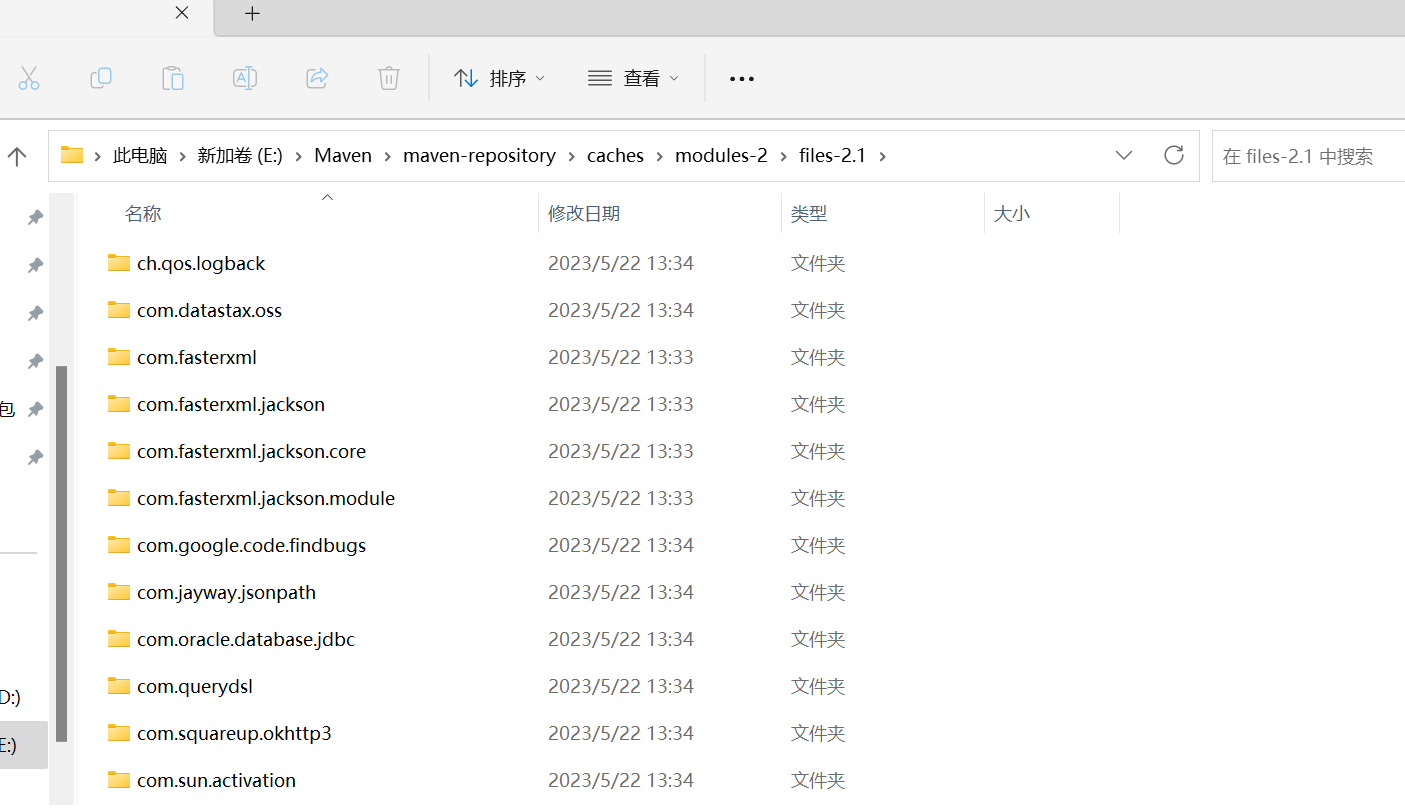 排序 查看
此电脑 新加卷 (E:) Maven maven-repository caches modules-2 files-2.1 在 files-2.1 中搜索
名称 修改日期 类型 大小
ch.qos.logback 2023/5/22 13:34 文件夹
com.datastax.oss 2023/5/22 13:34 文件夹
com.fasterxml 2023/5/22 13:33 文件夹
com.fasterxml.jackson 2023/5/22 13:33 文件夹
包 com.fasterxml.jackson.core 2023/5/22 13:33 文件夹
com.fasterxml.jackson.module 2023/5/22 13:33 文件夹
com.google.code.findbugs 2023/5/22 13:34 文件夹
com.jayway.jsonpath 2023/5/22 13:34 文件夹
com.oracle.database.jdbc 2023/5/22 13:34 文件夹
D:) com.querydsl 2023/5/22 13:34 文件夹
E:) com.squareup.okhttp3 2023/5/22 13:34 文件夹
com.sun.activation 2023/5/22 13:34 文件夹